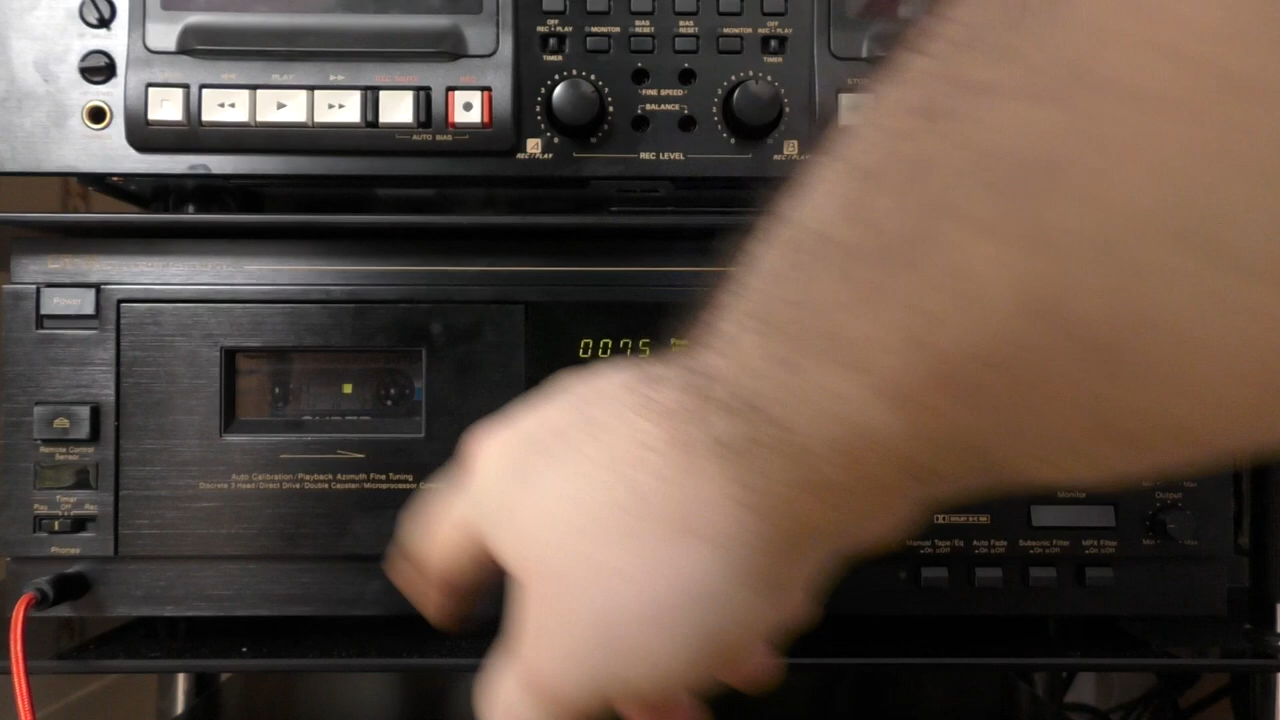 OFF
REC • PLAY
TIMER
MONITOR
BIAS
RESET
BIAS
RESET
MONITOR
OFF
REC • PLAY
TIMER
PLAY
REC
AUTO BIAS
FINE SPEED
BALANCE
A
REC/PLAY
REC LEVEL
B
REC/PLAY
Power
0075
Remote Control
Sensor
Timer
Play Off Rec
Phones
Auto Calibration/Playback Azimuth Fine Tuning
Discrete 3 Head/Direct Drive/Double Capstan/Microprocessor
Monitor
Output
Min Max
DOLBY B-C NR
Manual Tape/Eq Auto Fade Subsonic Filter MPX Filter
On Off On Off On Off On Off